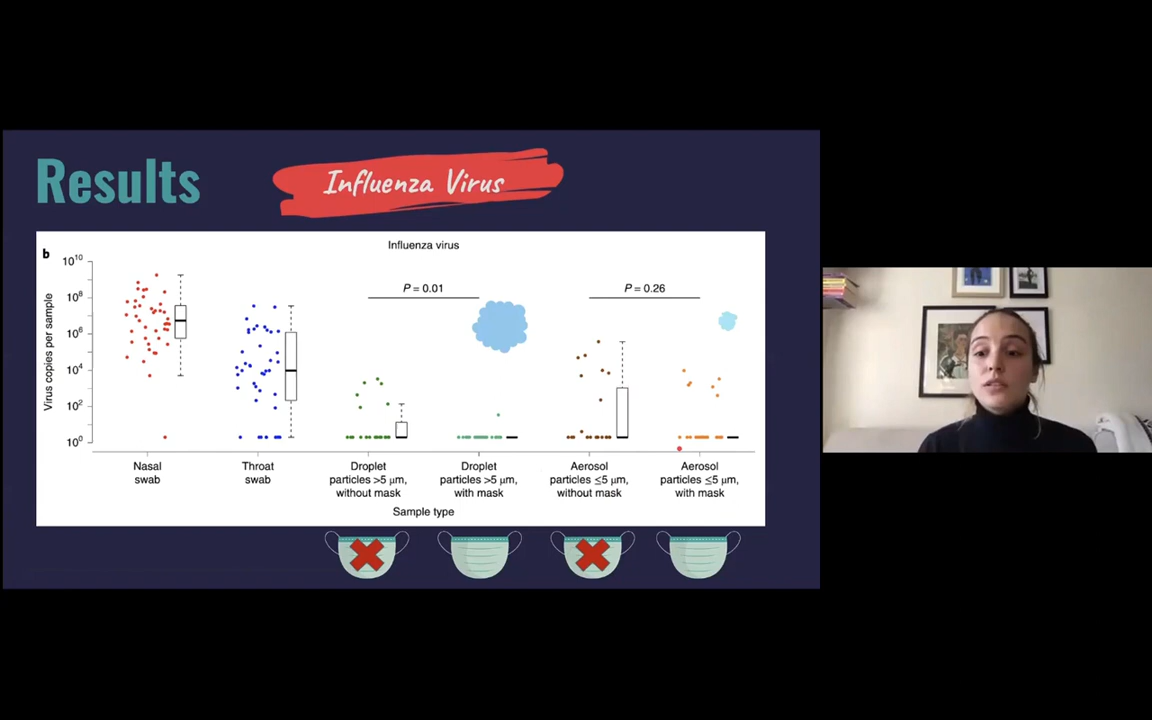 Results
Influenza Virus
b
Influenza virus
10¹⁰
10⁸
10⁶
10⁴
10²
10⁰
Virus copies per sample
P = 0.01
P = 0.26
Nasal
swab
Throat
swab
Droplet
particles >5 μm,
without mask
Droplet
particles >5 μm,
with mask
Aerosol
particles ≤5 μm,
without mask
Aerosol
particles ≤5 μm,
with mask
Sample type